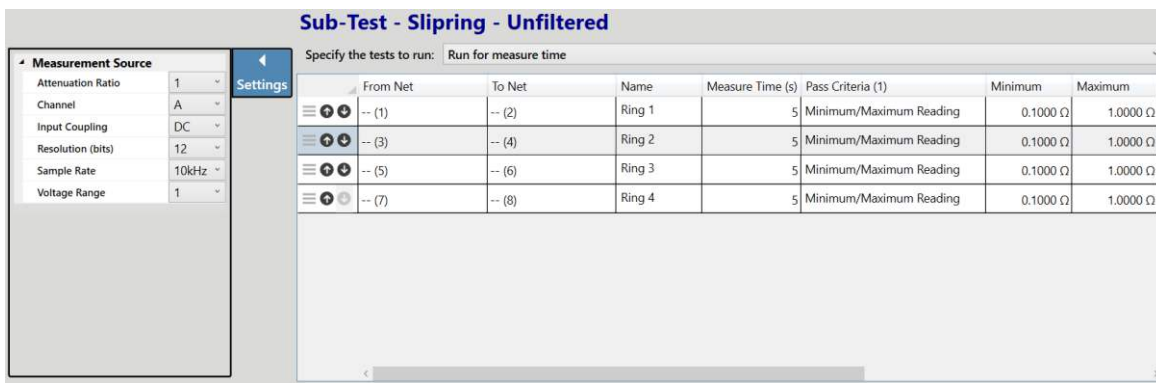 Sub-Test - Slipring - Unfiltered
Measurement Source
Attenuation Ratio 1
Channel A
Input Coupling DC
Resolution (bits) 12
Sample Rate 10kHz
Voltage Range 1
Settings
Specify the tests to run: Run for measure time
From Net To Net Name Measure Time (s) Pass Criteria (1) Minimum Maximum
-- (1) -- (2) Ring 1 5 Minimum/Maximum Reading 0.1000 Ω 1.0000 Ω
-- (3) -- (4) Ring 2 5 Minimum/Maximum Reading 0.1000 Ω 1.0000 Ω
-- (5) -- (6) Ring 3 5 Minimum/Maximum Reading 0.1000 Ω 1.0000 Ω
-- (7) -- (8) Ring 4 5 Minimum/Maximum Reading 0.1000 Ω 1.0000 Ω